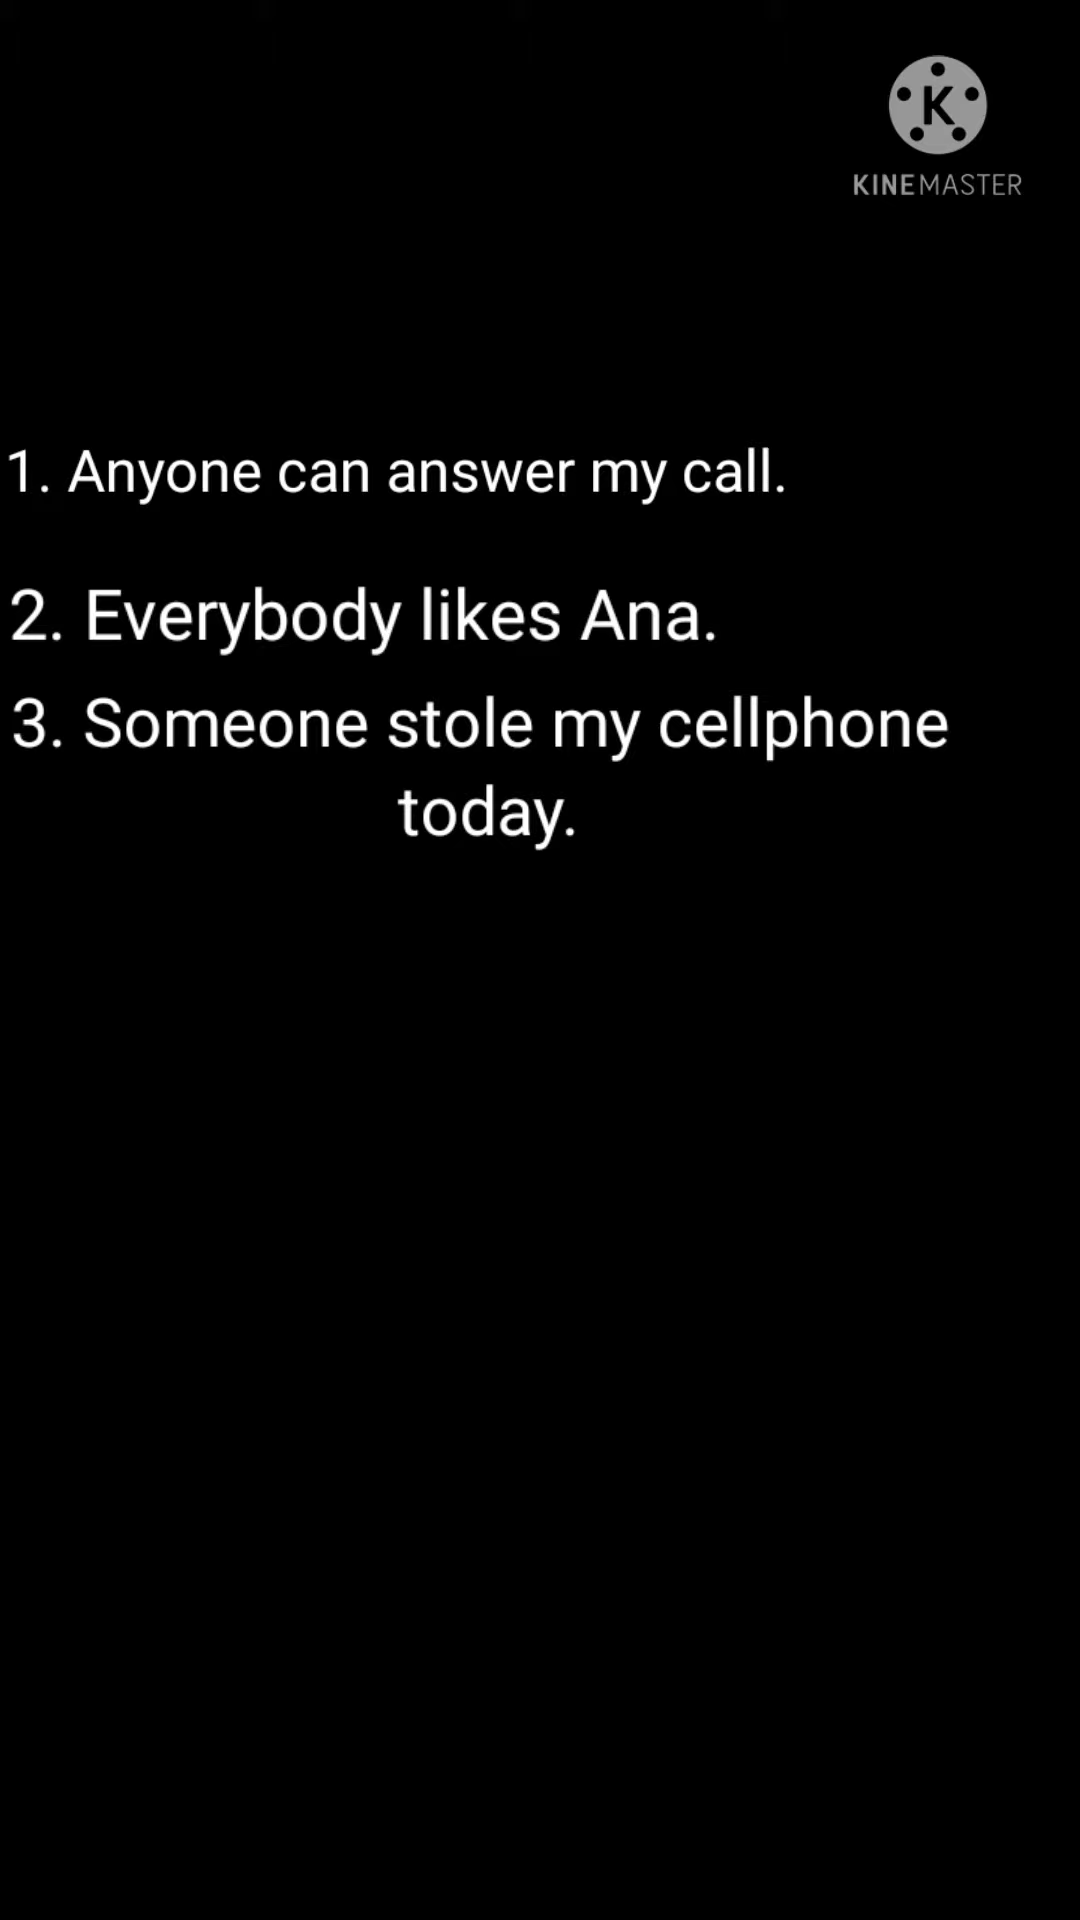 K
KINEMASTER
1. Anyone can answer my call.
2. Everybody likes Ana.
3. Someone stole my cellphone
today.